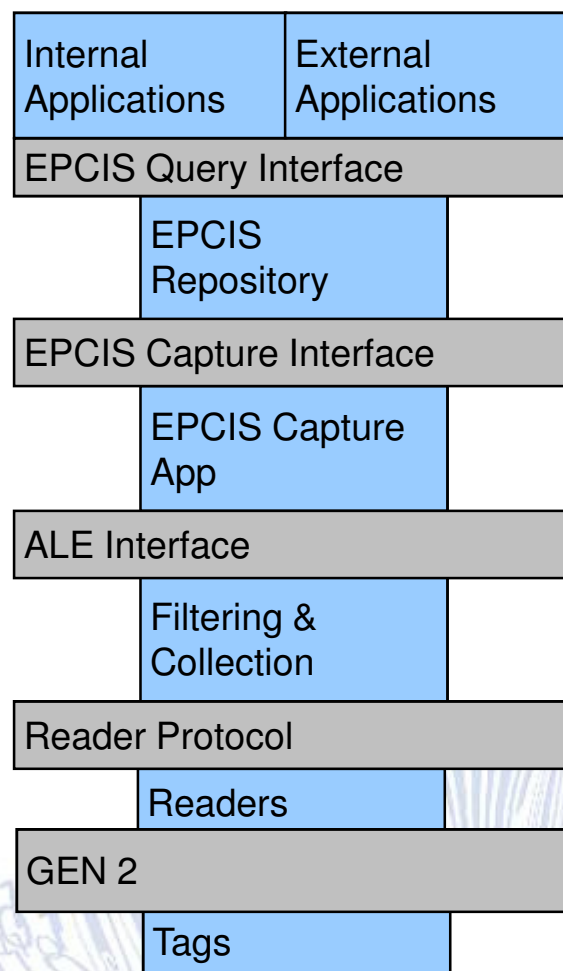 Internal
Applications
External
Applications
EPCIS Query Interface
EPCIS
Repository
EPCIS Capture Interface
EPCIS Capture
App
ALE Interface
Filtering &
Collection
Reader Protocol
Readers
GEN 2
Tags